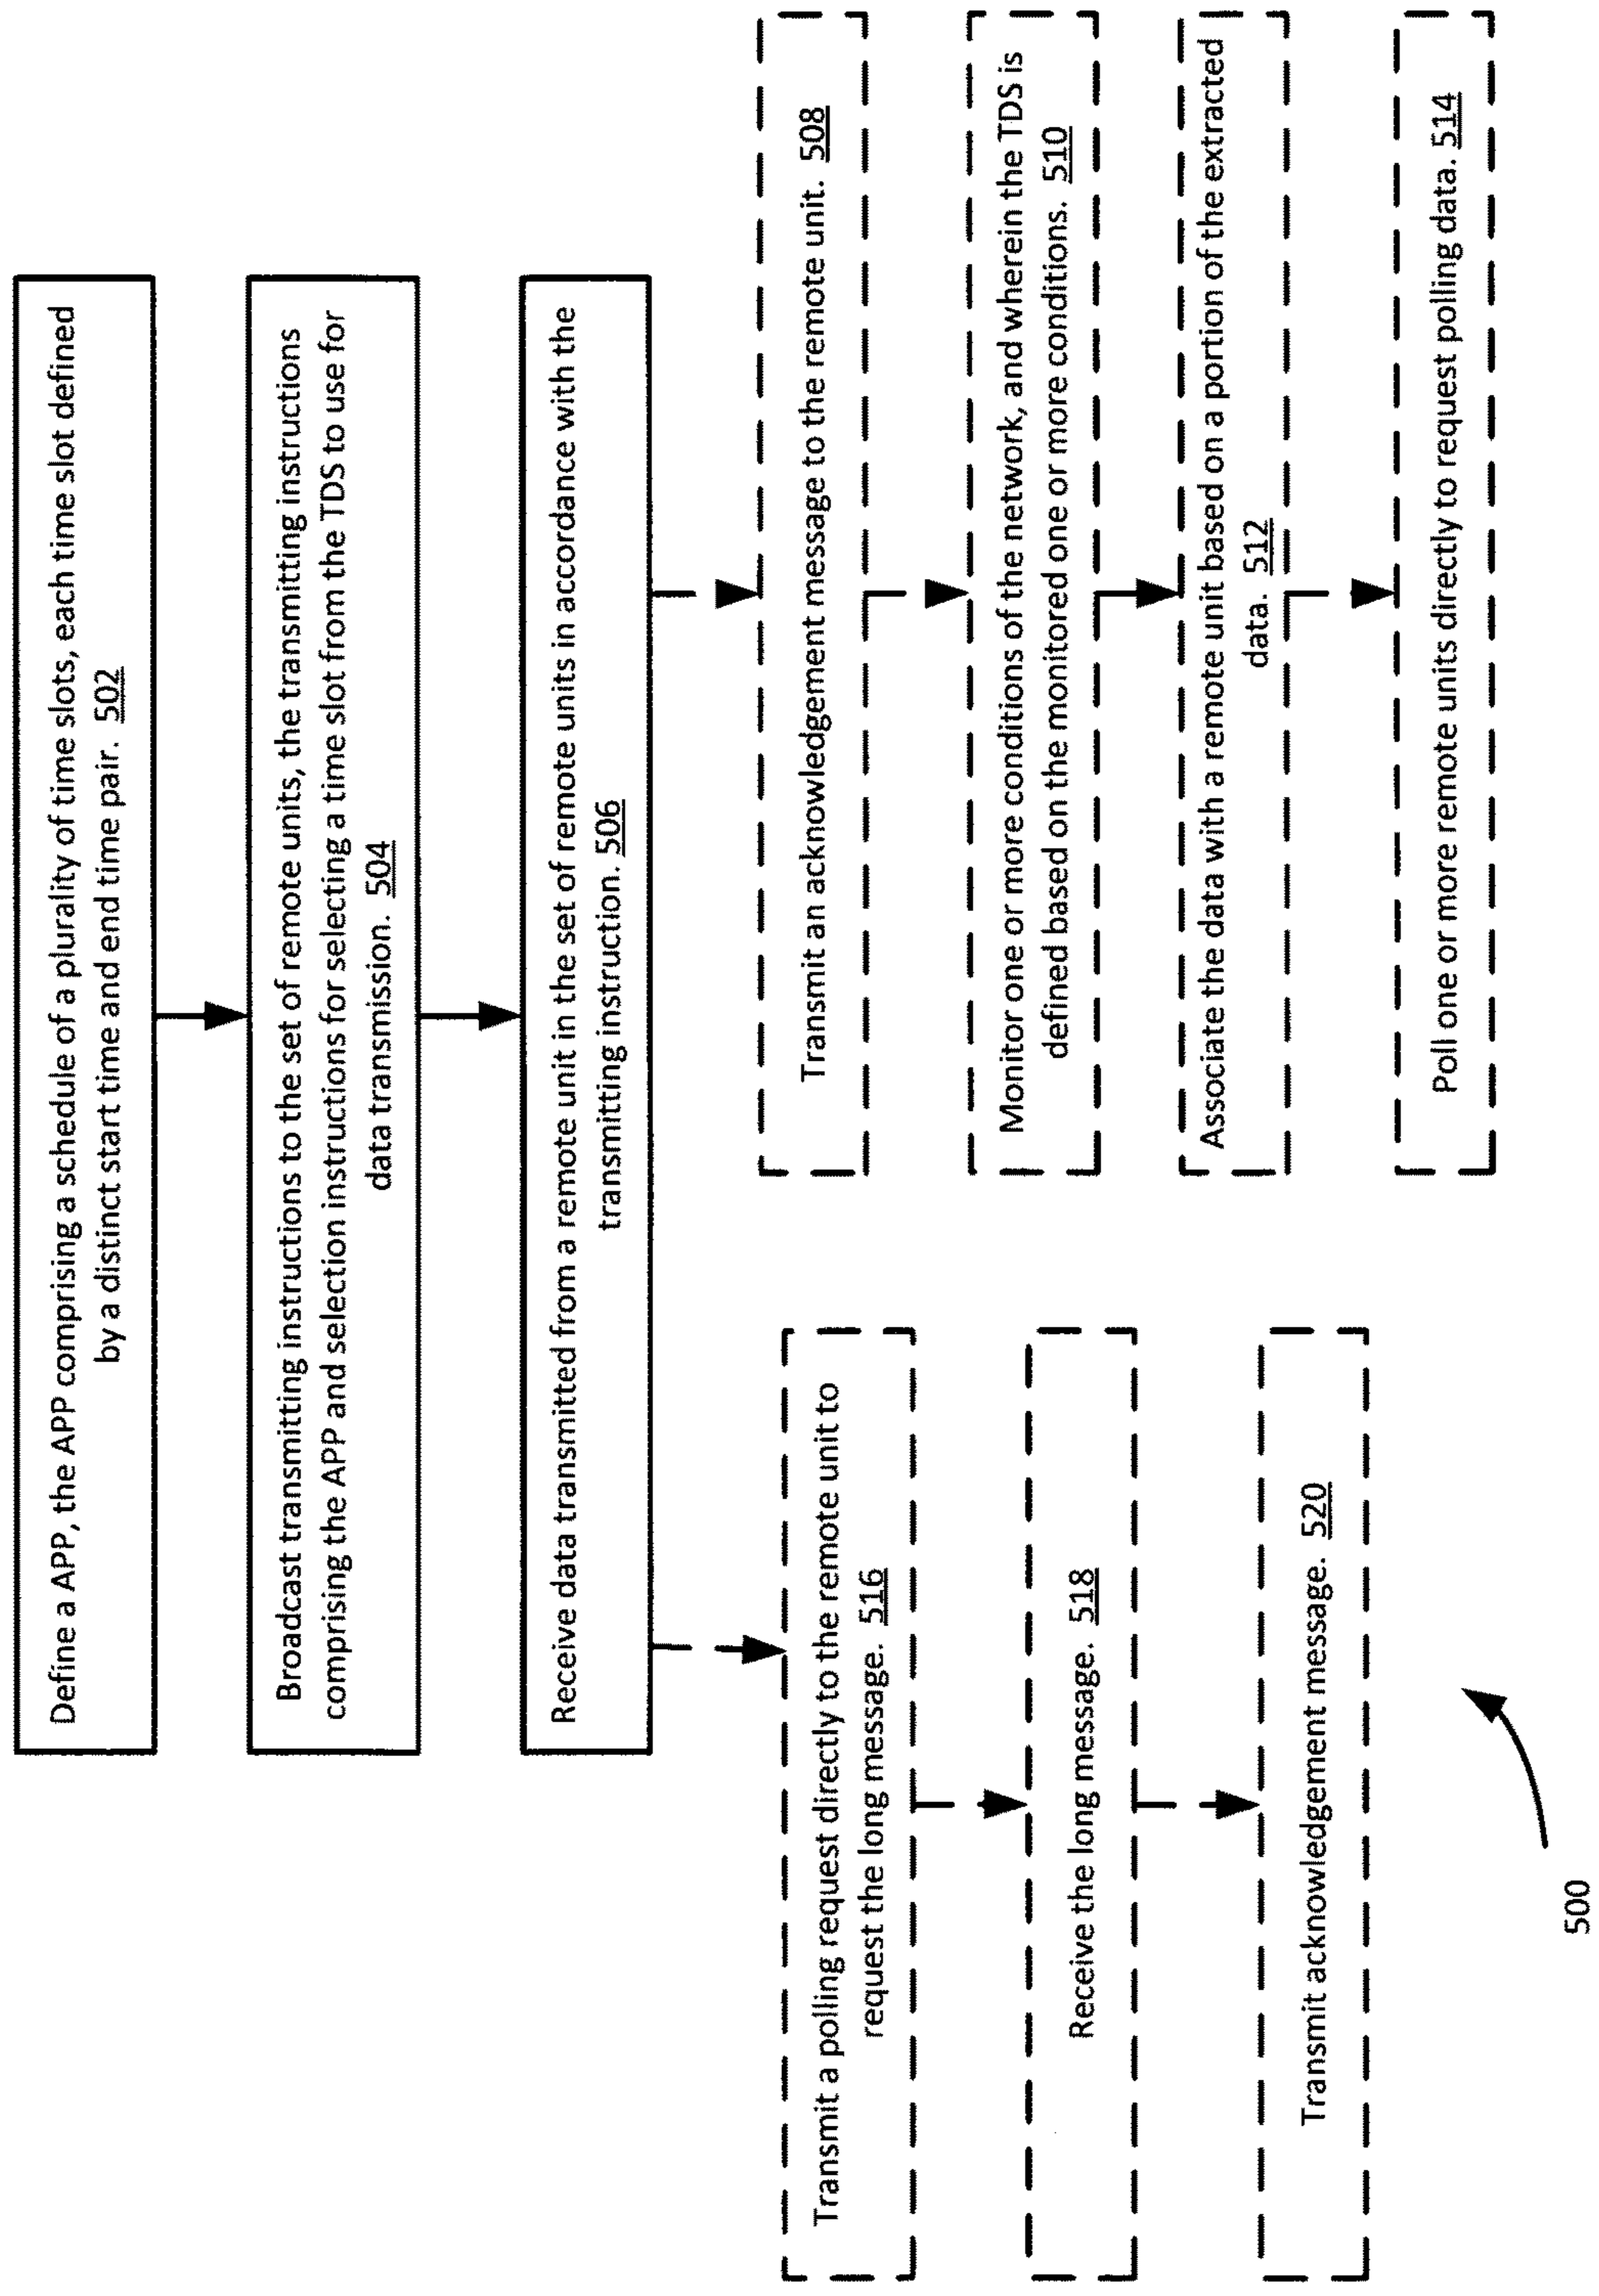 Define a APP, the APP comprising a schedule of a plurality of time slots, each time slot defined
by a distinct start time and end time pair. 502
Broadcast transmitting instructions to the set of remote units, the transmitting instructions
comprising the APP and selection instructions for selecting a time slot from the TDS to use for
data transmission. 504
Receive data transmitted from a remote unit in the set of remote units in accordance with the
transmitting instruction. 506
Transmit a polling request directly to the remote unit to
request the long message. 516
Receive the long message. 518
Transmit acknowledgement message. 520
Transmit an acknowledgement message to the remote unit. 508
Monitor one or more conditions of the network, and wherein the TDS is
defined based on the monitored one or more conditions. 510
Associate the data with a remote unit based on a portion of the extracted
data. 512
Poll one or more remote units directly to request polling data. 514
500